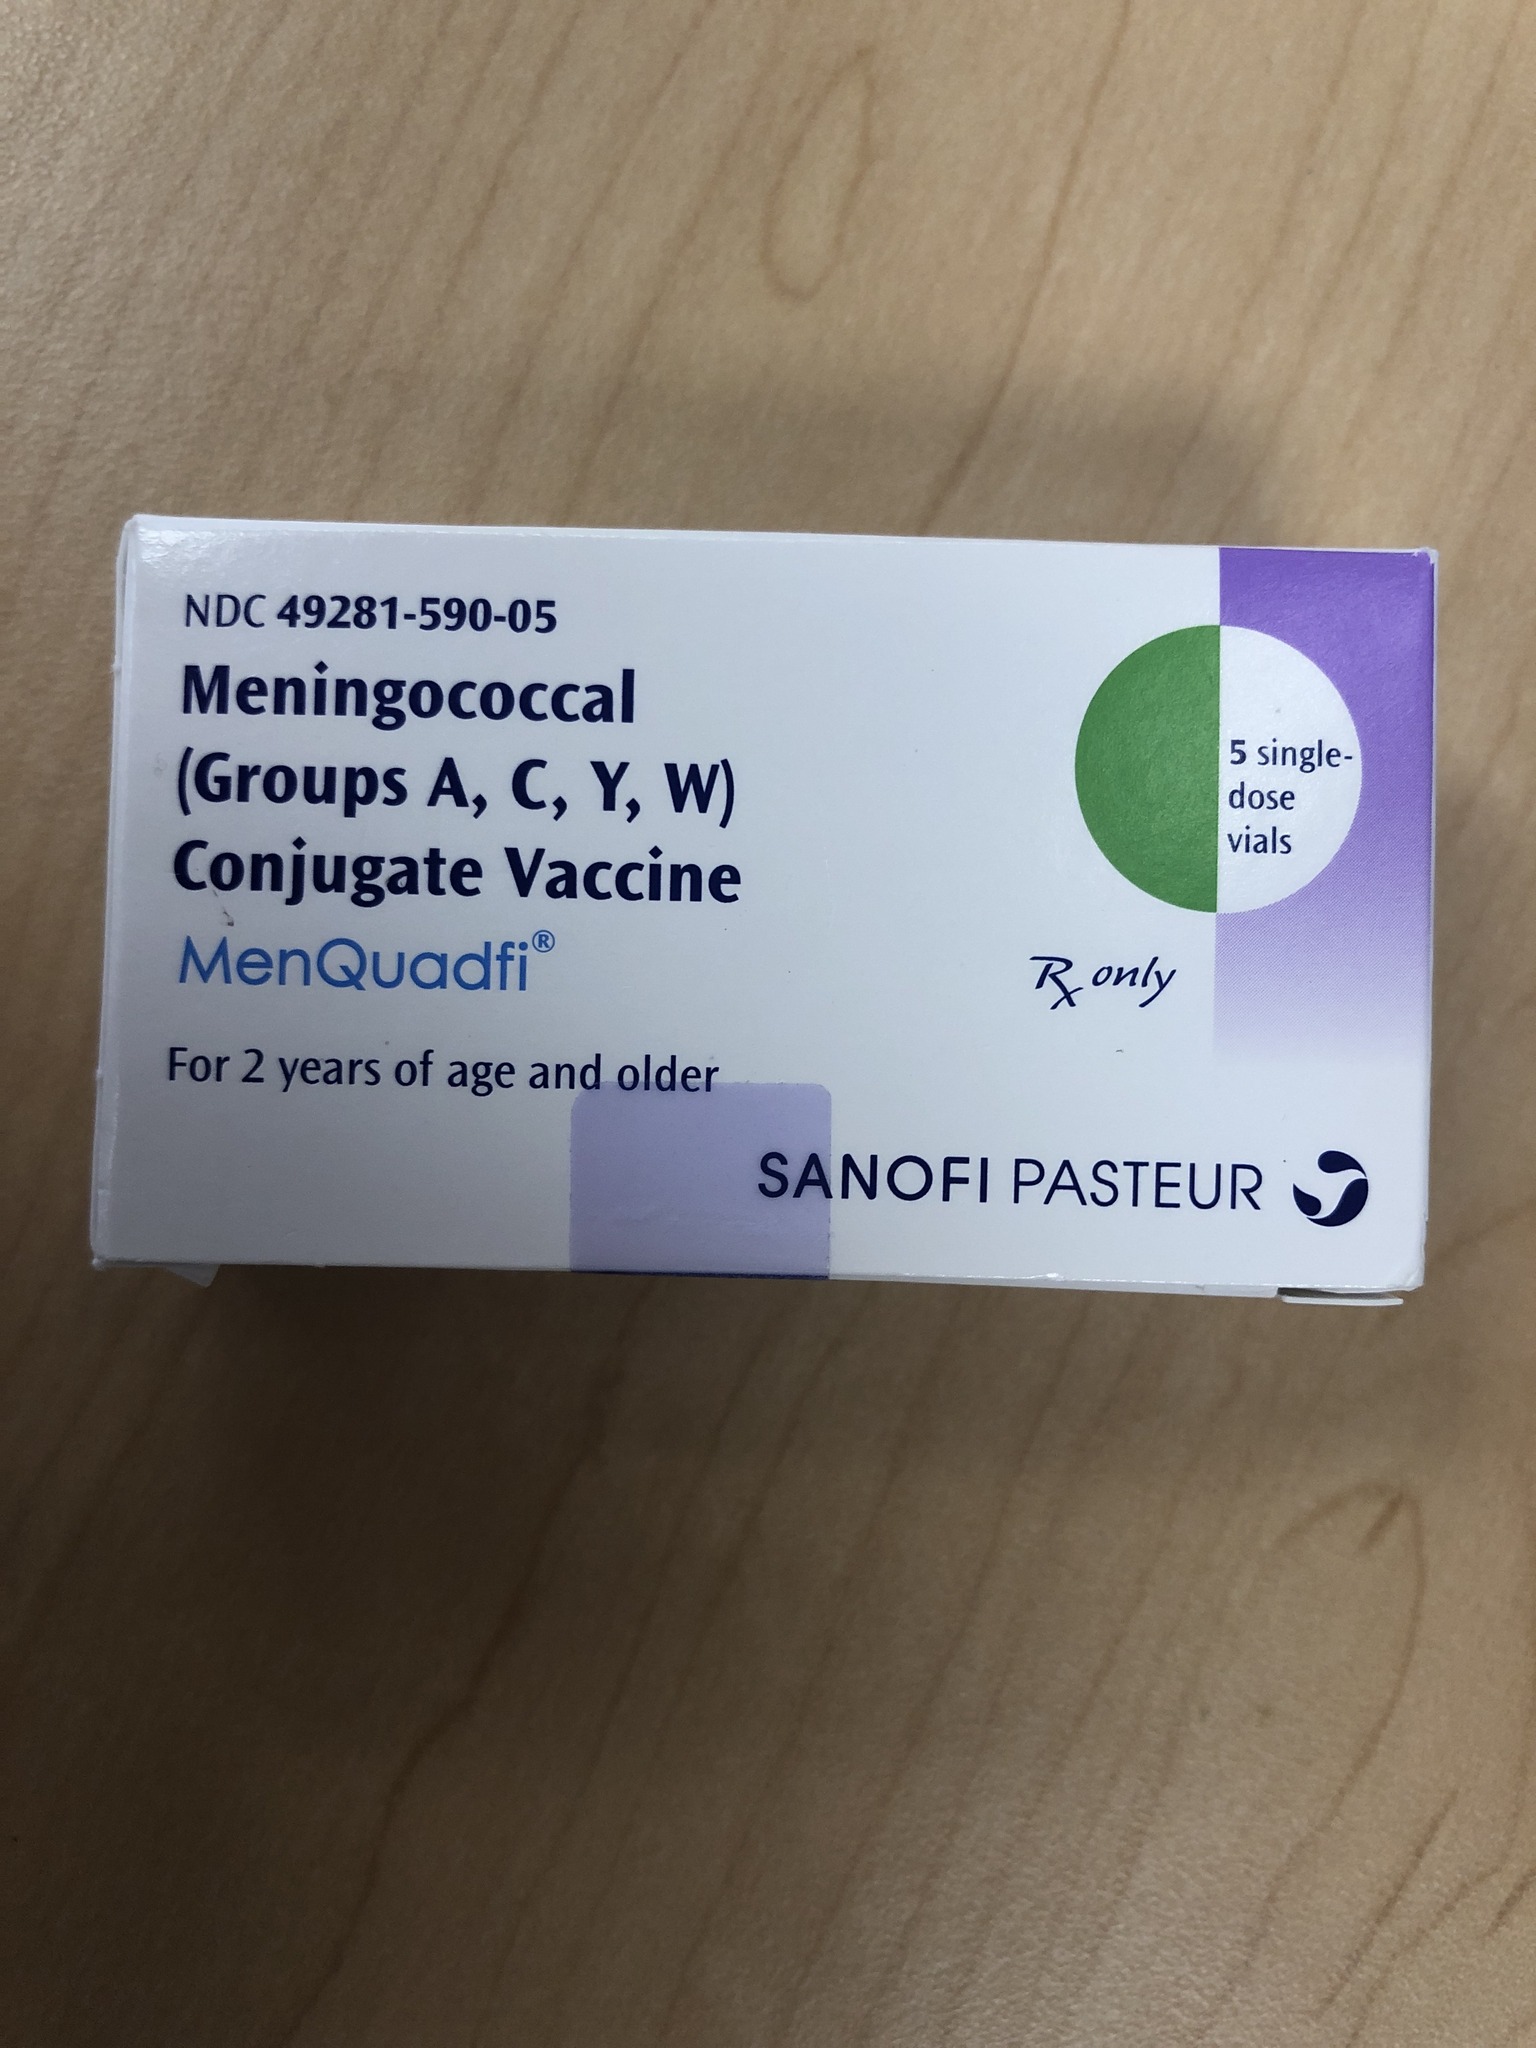 NDC 49281-590-05
Meningococcal
(Groups A, C, Y, W)
Conjugate Vaccine
MenQuadfi®
For 2 years of age and older
5 single-
dose
vials
Rx only
SANOFI PASTEUR